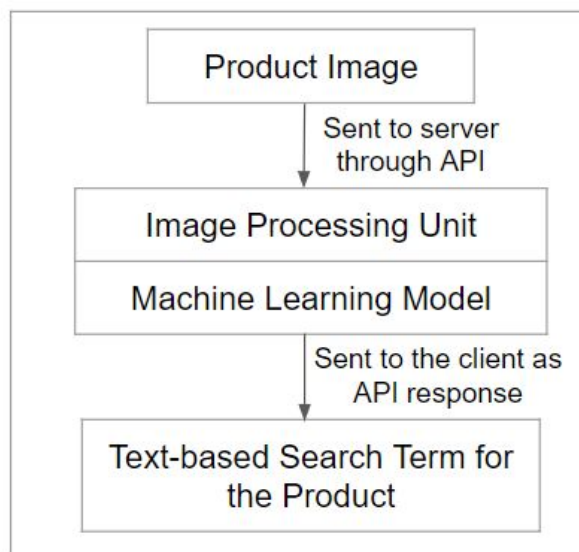 Product Image
Sent to server
through API
Image Processing Unit
Machine Learning Model
Sent to the client as
API response
Text-based Search Term for
the Product